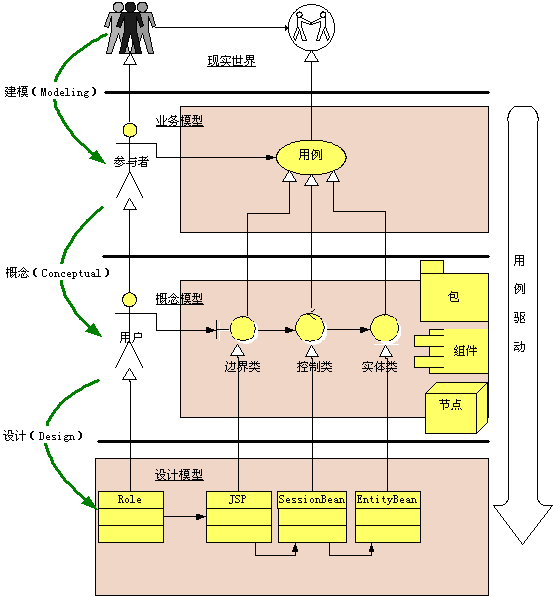 现实世界
建模(Modeling)
业务模型
用例
参与者
用
例
驱
动
概念(Conceptual)
概念模型
包
用户
组件
边界类
控制类
实体类
节点
设计(Design)
设计模型
Role
JSP
SessionBean
EntityBean